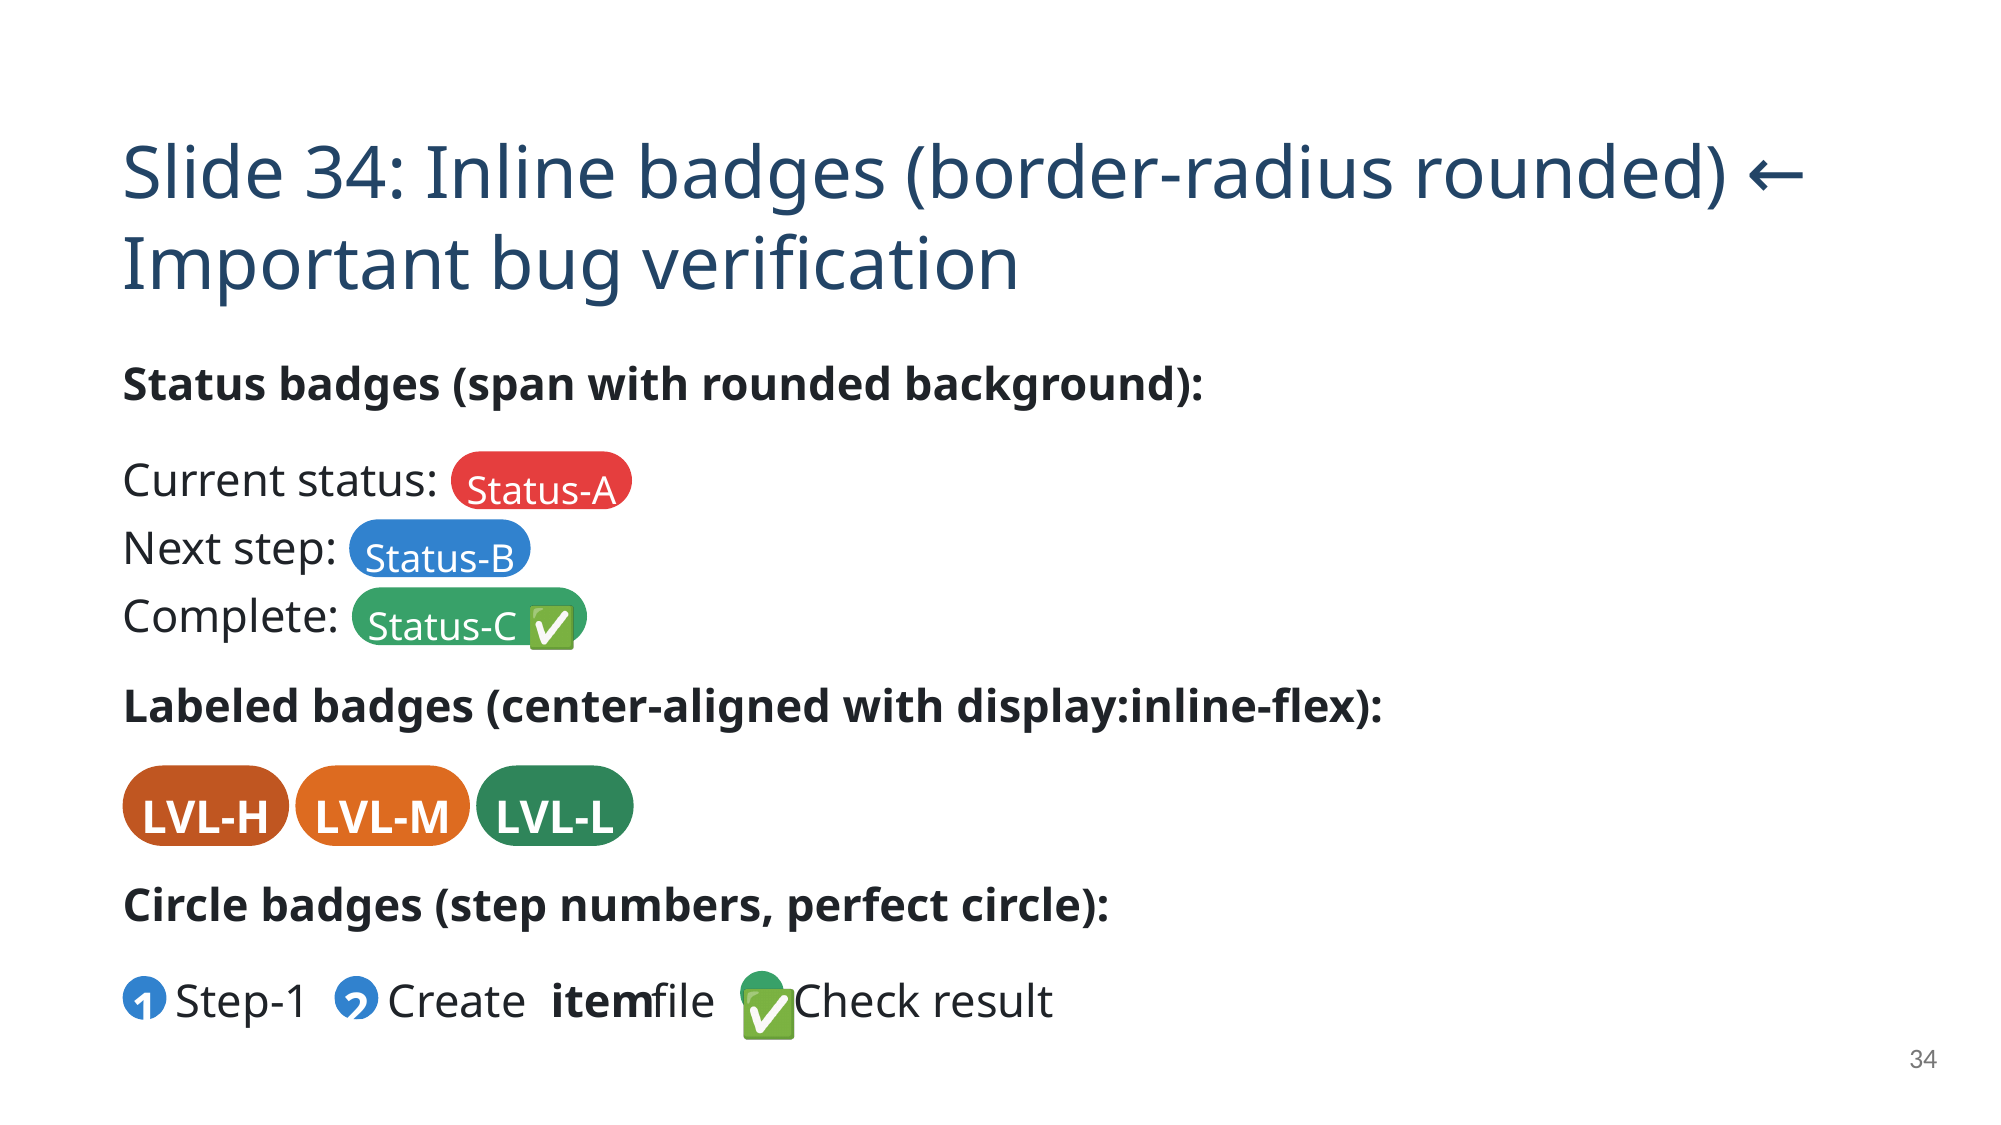 Slide 34: Inline badges (border-radius rounded) ←
Important bug verification
Status badges (span with rounded background):
Current status: Status-A
Next step: Status-B
Complete: Status-C ✅
Labeled badges (center-aligned with display:inline-flex):
LVL-H LVL-M LVL-L
Circle badges (step numbers, perfect circle):
1 Step-1 2 Create item file ✅ Check result
34